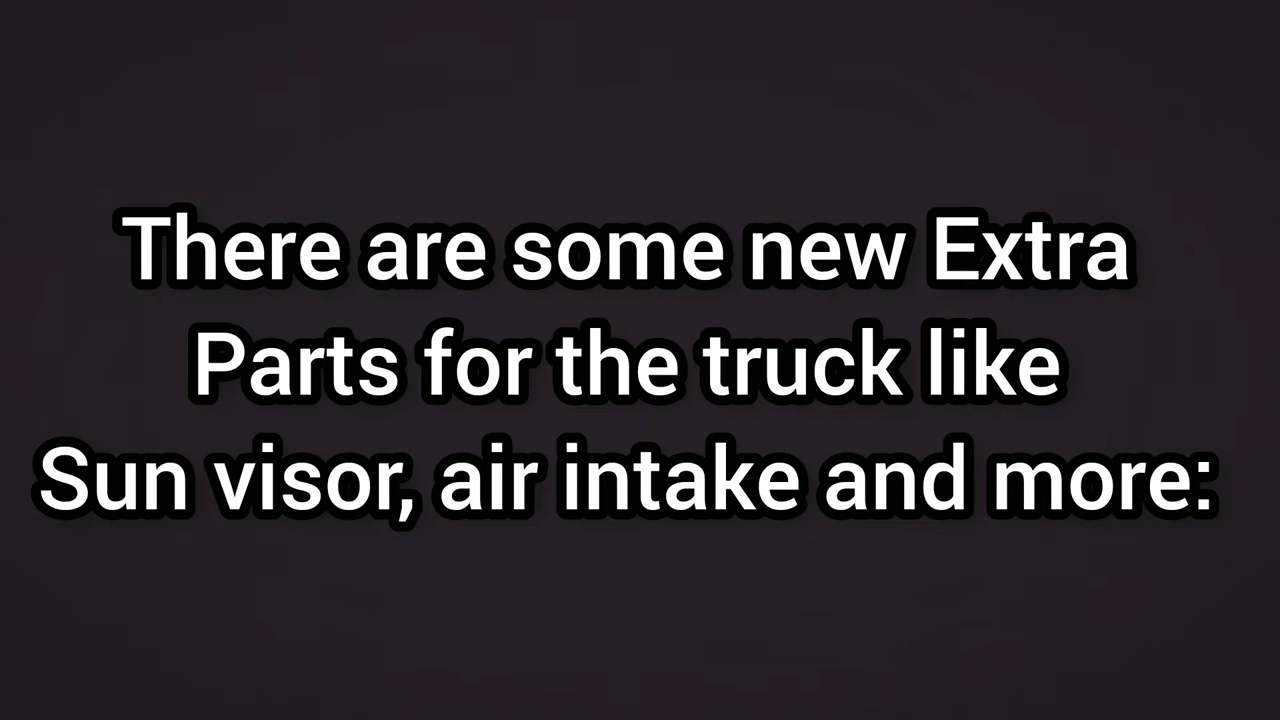 There are some new Extra
Parts for the truck like
Sun visor, air intake and more: